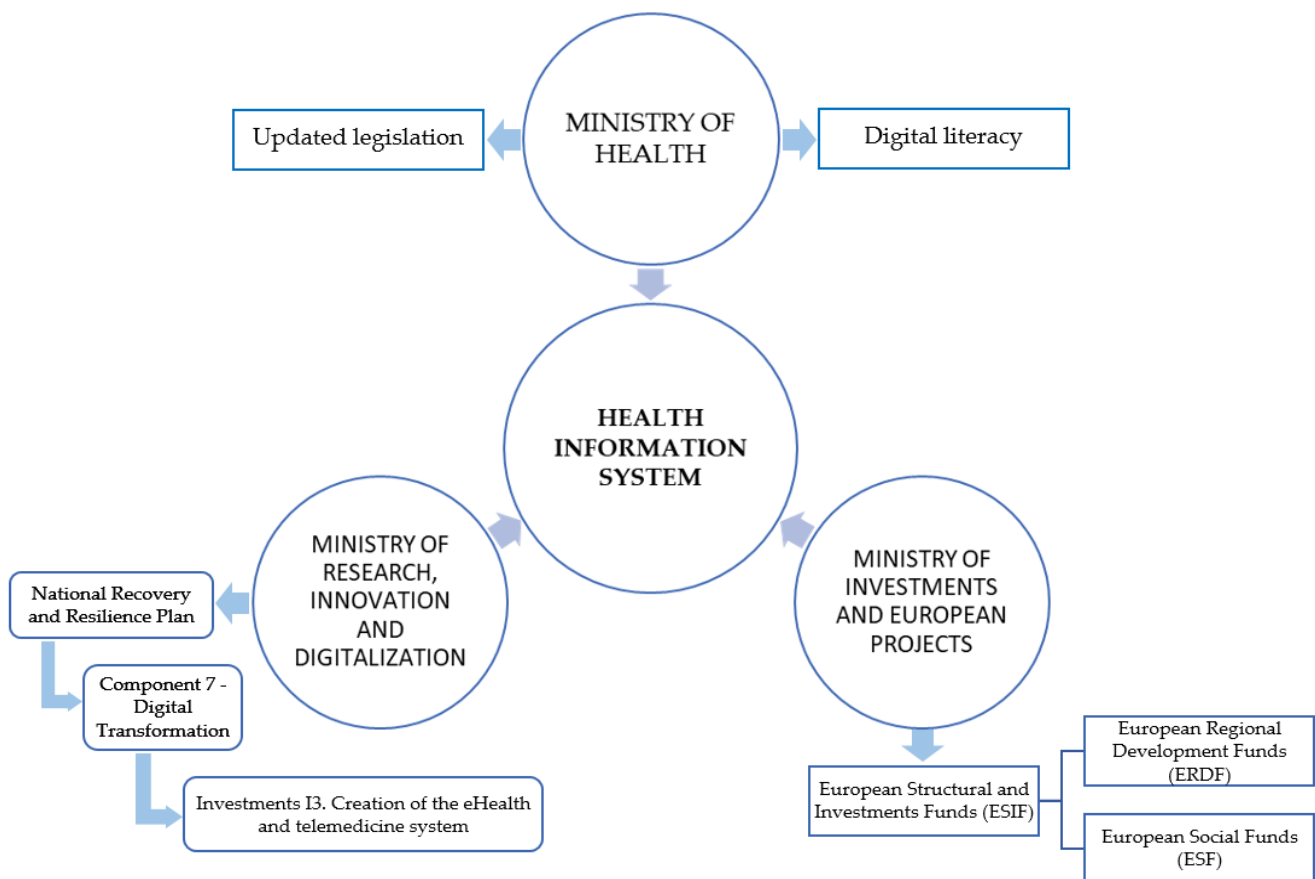 MINISTRY OF
HEALTH
Updated legislation
Digital literacy
HEALTH
INFORMATION
SYSTEM
MINISTRY OF
RESEARCH,
INNOVATION
AND
DIGITALIZATION
National Recovery
and Resilience Plan
Component 7 -
Digital
Transformation
Investments I3. Creation of the eHealth
and telemedicine system
MINISTRY OF
INVESTMENTS
AND EUROPEAN
PROJECTS
European Structural and
Investments Funds (ESIF)
European Regional
Development Funds
(ERDF)
European Social Funds
(ESF)